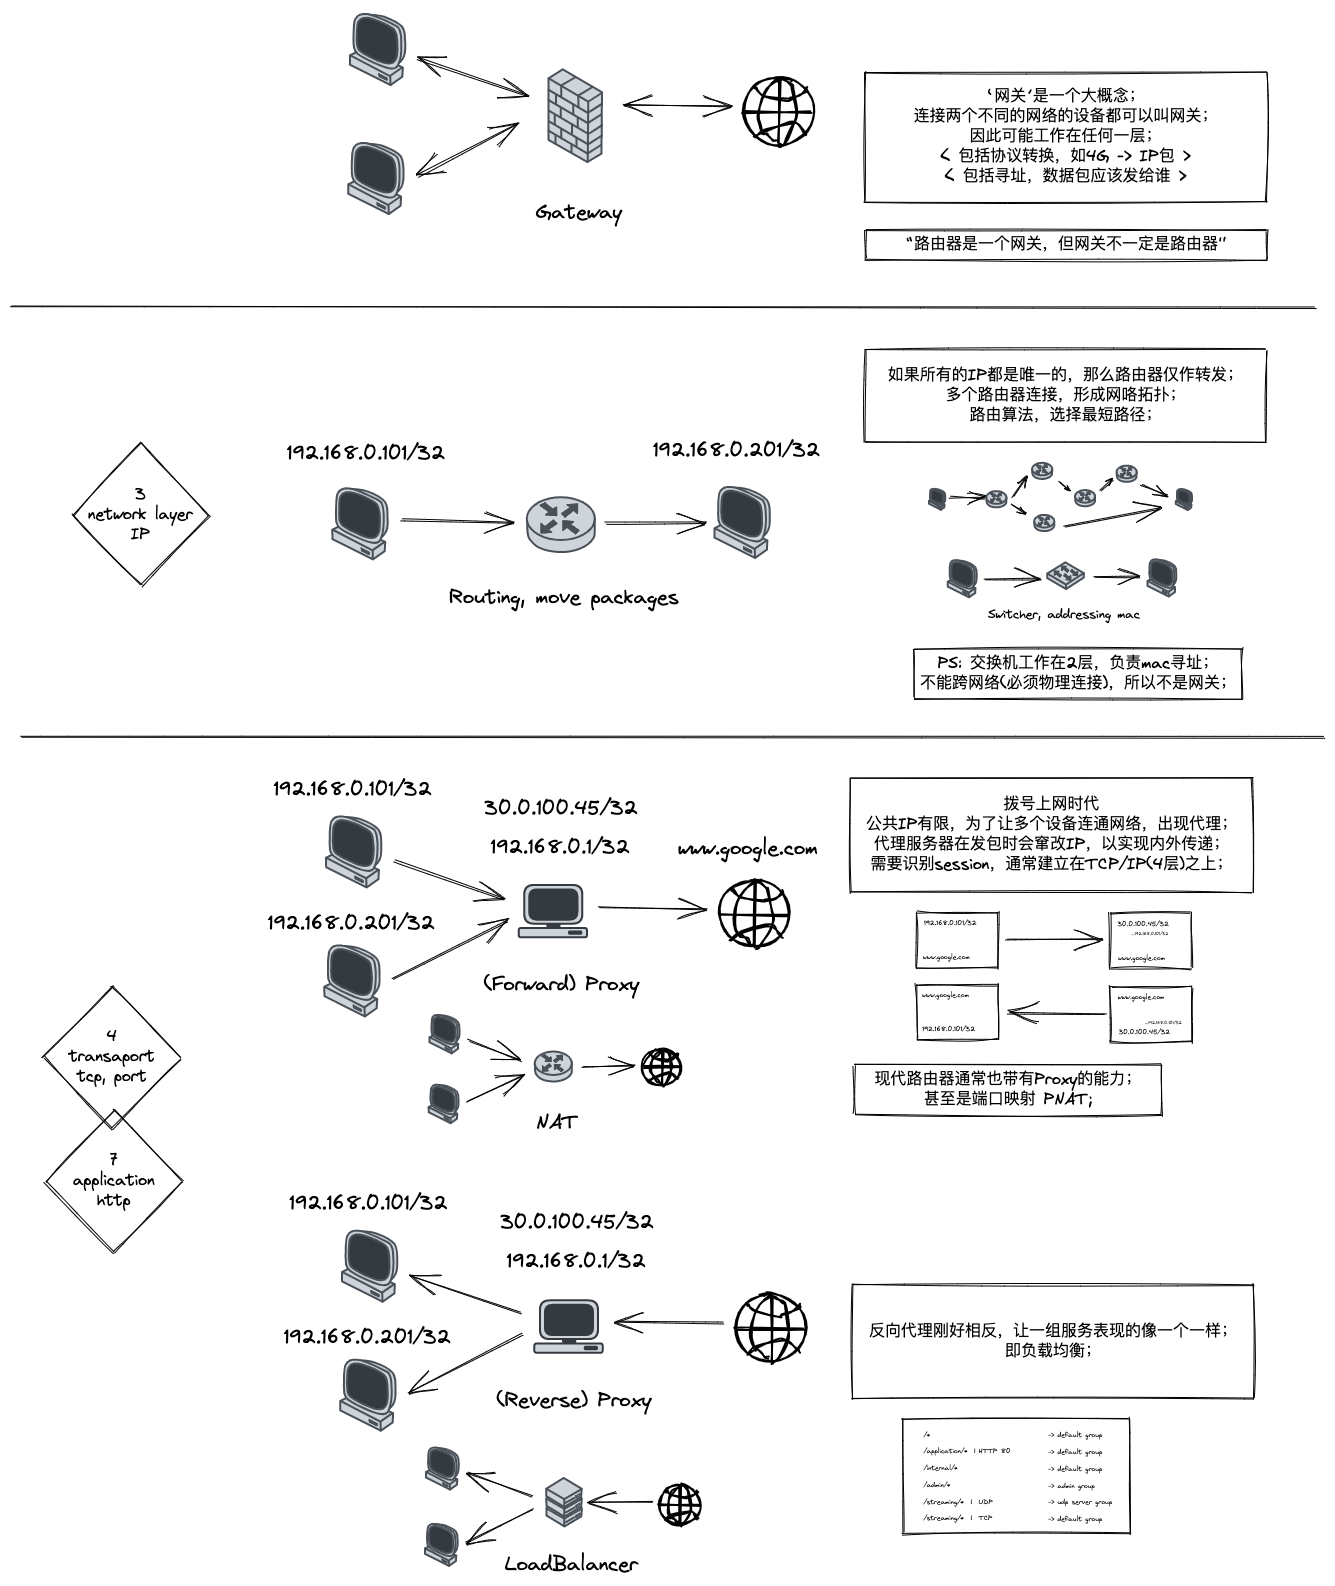 ‘网关’是一个大概念；
连接两个不同的网络的设备都可以叫网关；
因此可能工作在任何一层；
< 包括协议转换，如4G -> IP包 >
< 包括寻址，数据包应该发给谁 >
Gateway
“路由器是一个网关，但网关不一定是路由器”
如果所有的IP都是唯一的，那么路由器仅作转发；
多个路由器连接，形成网咯拓扑；
路由算法，选择最短路径；
192.168.0.101/32
192.168.0.201/32
3
network layer
IP
Routing, move packages
Switcher, addressing mac
PS: 交换机工作在2层，负责mac寻址；
不能跨网络(必须物理连接)，所以不是网关；
192.168.0.101/32
30.0.100.45/32
192.168.0.1/32
www.google.com
192.168.0.201/32
(Forward) Proxy
拨号上网时代
公共IP有限，为了让多个设备连通网络，出现代理；
代理服务器在发包时会窜改IP，以实现内外传递；
需要识别session，通常建立在TCP/IP(4层)之上；
192.168.0.101/32
www.google.com
30.0.100.45/32
...192.168.0.101/32
www.google.com
www.google.com
192.168.0.101/32
www.google.com
...192.168.0.101/32
30.0.100.45/32
4
transaport
tcp, port
NAT
现代路由器通常也带有Proxy的能力；
甚至是端口映射 PNAT；
7
application
http
192.168.0.101/32
30.0.100.45/32
192.168.0.1/32
192.168.0.201/32
(Reverse) Proxy
反向代理刚好相反，让一组服务表现的像一个一样；
即负载均衡；
/* -> default group
/application/* | HTTP 80 -> default group
/internal/* -> default group
/admin/* -> admin group
/streaming/* | UDP -> udp server group
/streaming/* | TCP -> default group
LoadBalancer